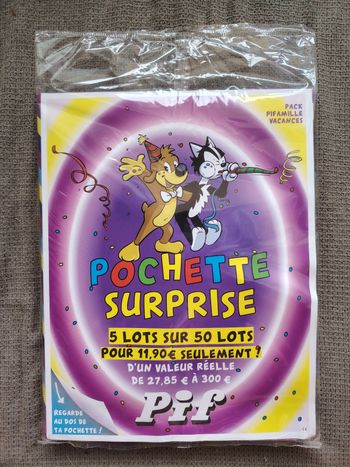 PACK
PIFAMILLE
VACANCES
POCHETTE
SURPRISE
5 LOTS SUR 50 LOTS
POUR 11,90€ SEULEMENT ?
D'UN VALEUR RÉELLE
DE 27,85 € À 300 €
Pif
REGARDE
AU DOS DE
TA POCHETTE !